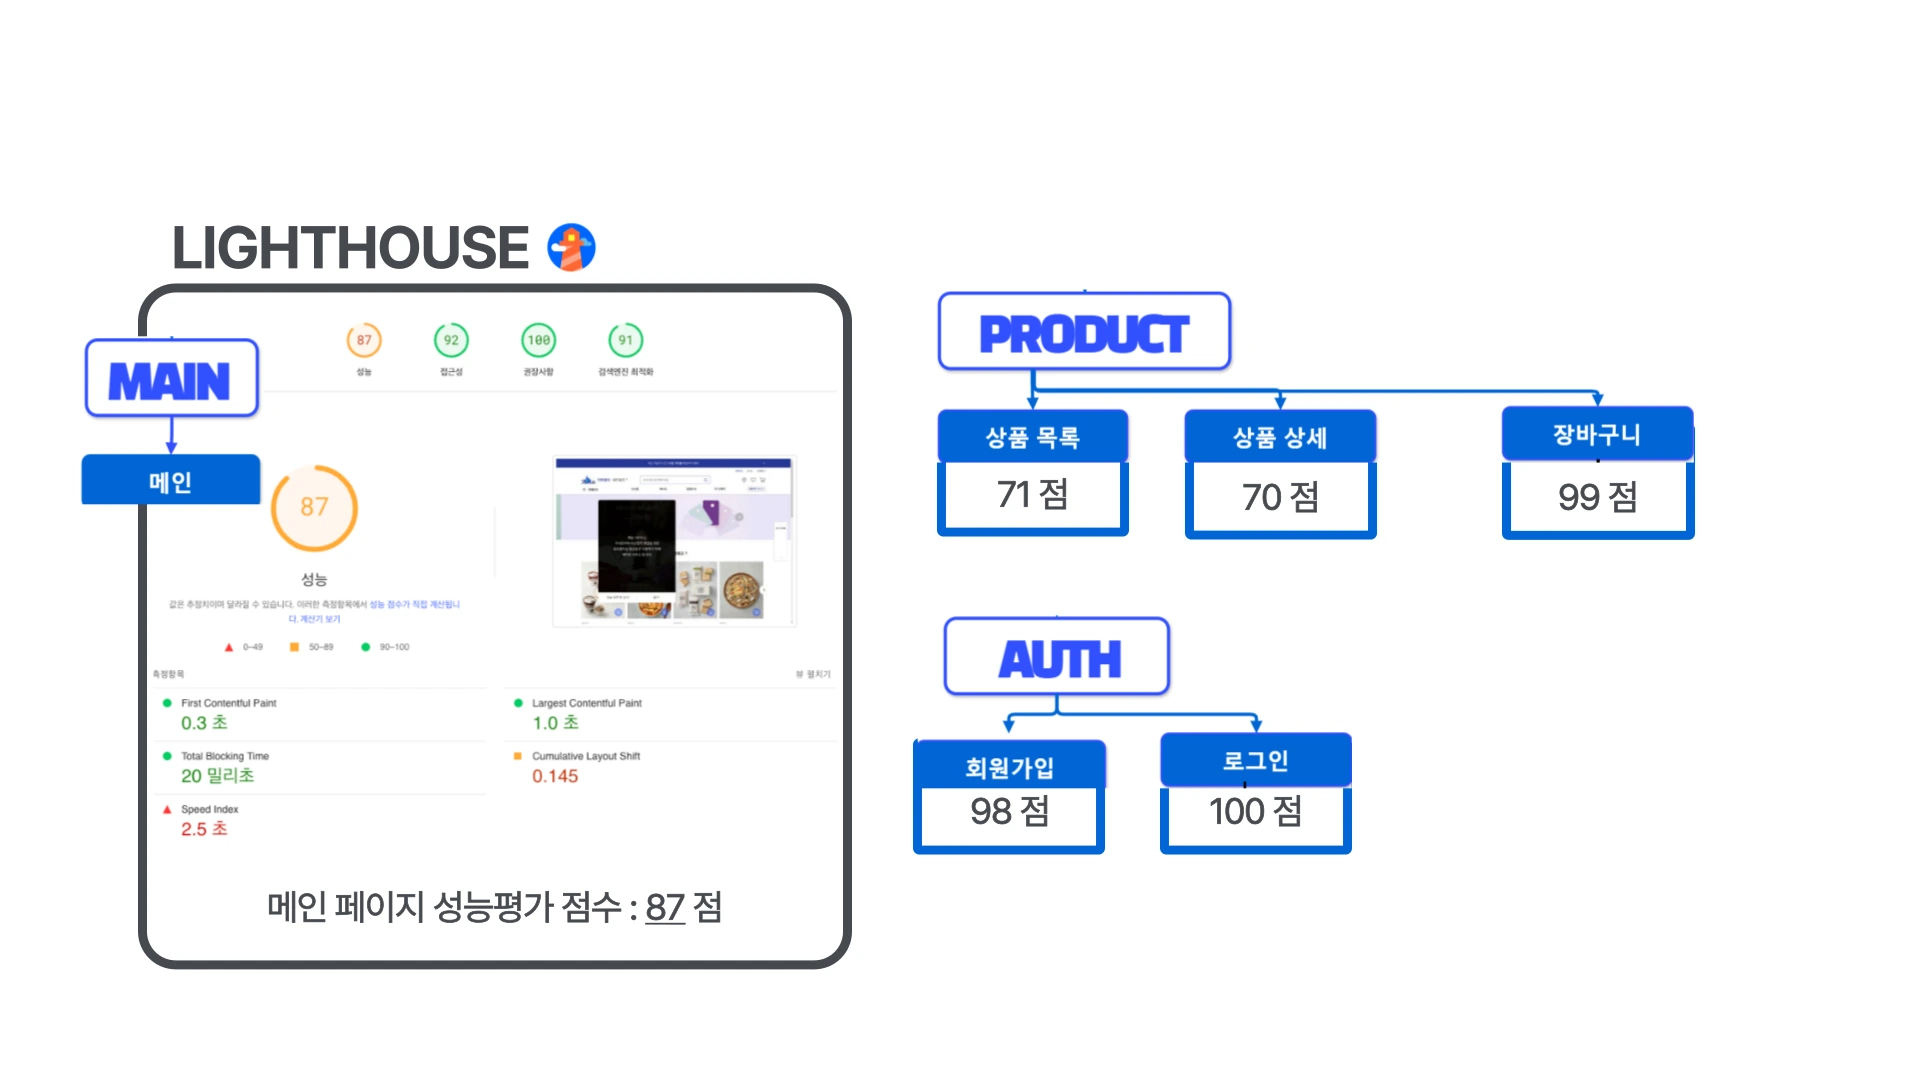 LIGHTHOUSE
MAIN
메인
87
92
100
91
성능
접근성
권장사항
검색엔진 최적화
87
성능
값은 추정치이며 달라질 수 있습니다. 이러한 측정항목에서 성능 점수가 직접 계산됩니
다. 계산기 보기
0–49
50–89
90–100
측정항목
뷰 펼치기
First Contentful Paint
0.3 초
Largest Contentful Paint
1.0 초
Total Blocking Time
20 밀리초
Cumulative Layout Shift
0.145
Speed Index
2.5 초
메인 페이지 성능평가 점수 : 87 점
PRODUCT
상품 목록
상품 상세
장바구니
71 점
70 점
99 점
AUTH
회원가입
로그인
98 점
100 점